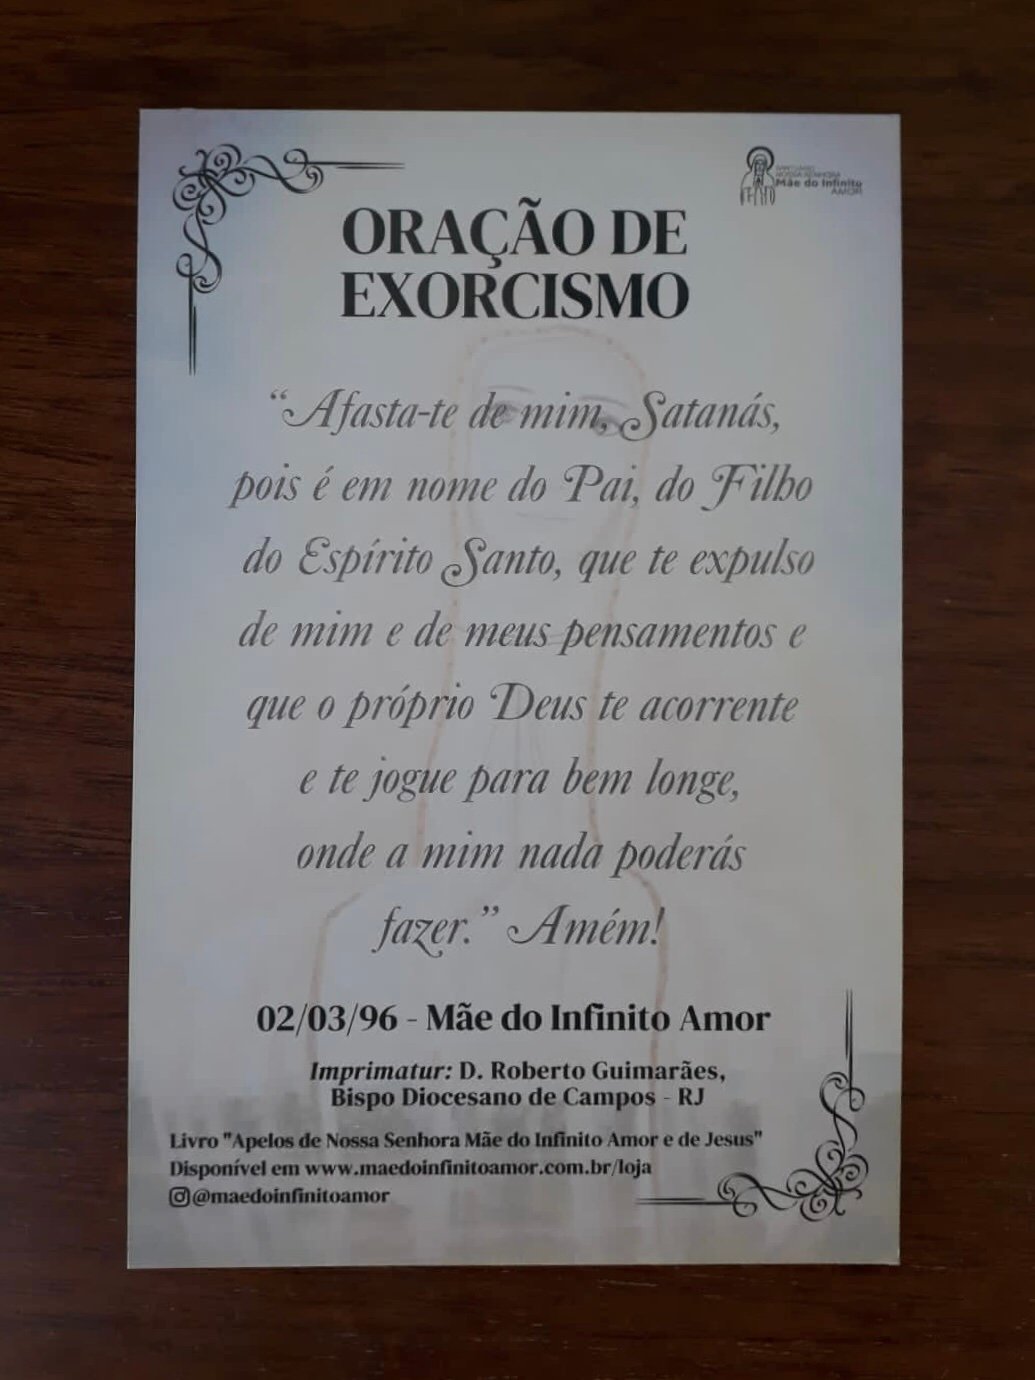 SANTUÁRIO
NOSSA SENHORA
Mãe do Infinito
AMOR
ORAÇÃO DE
EXORCISMO
“Afasta-te de mim, Satanás,
pois é em nome do Pai, do Filho
do Espírito Santo, que te expulso
de mim e de meus pensamentos e
que o próprio Deus te acorrente
e te jogue para bem longe,
onde a mim nada poderás
fazer.” Amém!
02/03/96 - Mãe do Infinito Amor
Imprimatur: D. Roberto Guimarães,
Bispo Diocesano de Campos - RJ
Livro "Apelos de Nossa Senhora Mãe do Infinito Amor e de Jesus"
Disponível em www.maedoinfinitoamor.com.br/loja
@maedoinfinitoamor